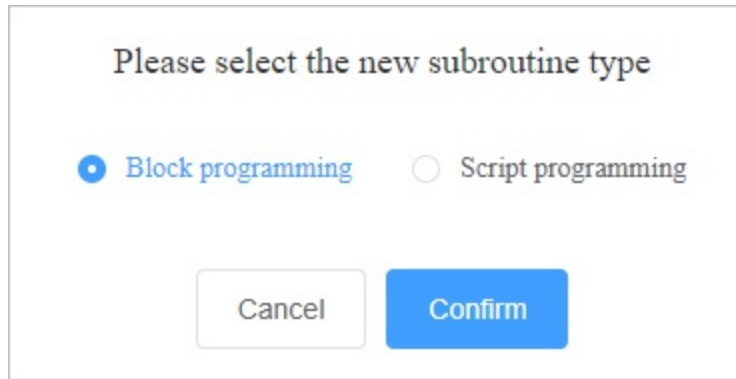 Please select the new subroutine type
Block programming Script programming
Cancel Confirm